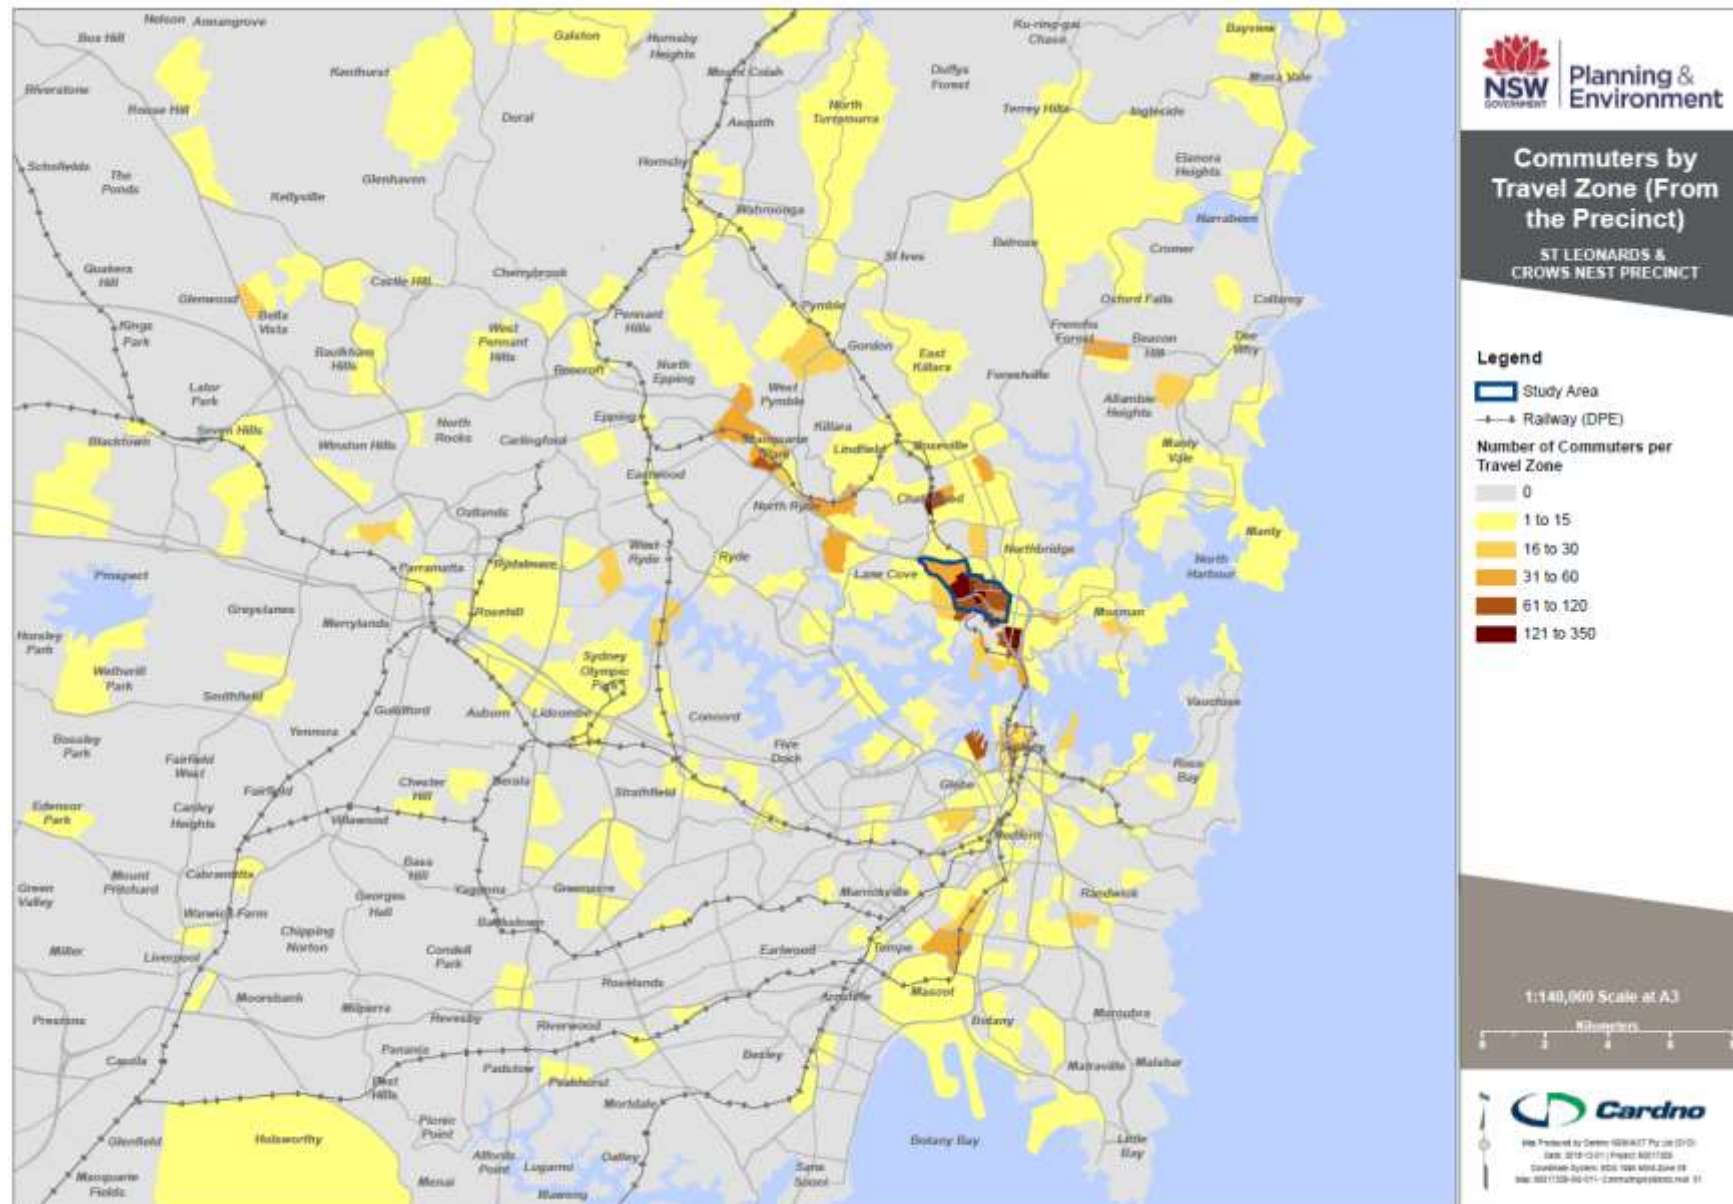 Nelson
Annangrove
Box Hill
Galston
Hornsby
Heights
Ku-ring-gai
Chase
Bayview
Kenthurst
Mount Colah
Duffys
Forest
Mona Vale
Riverstone
Rouse Hill
North
Turramurra
Terrey Hills
Ingleside
Dural
Asquith
Schofields
The
Ponds
Hornsby
Elanora
Heights
Glenhaven
Kellyville
Wahroonga
Narrabeen
Belrose
Cromer
St Ives
Quakers
Hill
Castle Hill
Cherrybrook
Glenwood
Bella
Vista
Oxford Falls
Collaroy
Pymble
Pennant
Hills
Kings
Park
West
Pennant
Hills
Frenchs
Forest
Beacon
Hill
Dee
Why
Baulkham
Hills
Gordon
East
Killara
Beecroft
North
Epping
Forestville
Lalor
Park
West
Pymble
Allambie
Heights
Epping
North
Rocks
Killara
Seven Hills
Blacktown
Winston Hills
Carlingford
Macquarie
Park
Lindfield
Roseville
Manly
Vale
Eastwood
Chatswood
North Ryde
Oatlands
Manly
West
Ryde
Ryde
Northbridge
North
Harbour
Prospect
Parramatta
Rydalmere
Lane Cove
Greystanes
Rosehill
Mosman
Merrylands
Horsley
Park
Wetherill
Park
Sydney
Olympic
Park
Smithfield
Vaucluse
Guildford
Auburn
Lidcombe
Concord
Yennora
Bossley
Park
Five
Dock
Sydney
Fairfield
West
Rose
Bay
Chester
Hill
Berala
Fairfield
Strathfield
Glebe
Edensor
Park
Canley
Heights
Villawood
Redfern
Bass
Hill
Cabramatta
Mount
Pritchard
Green
Valley
Georges
Hall
Yagoona
Greenacre
Marrickville
Randwick
Warwick Farm
Bankstown
Chipping
Norton
Miller
Liverpool
Condell
Park
Earlwood
Tempe
Roselands
Mascot
Moorebank
Arncliffe
Milperra
Maroubra
Prestons
Revesby
Riverwood
Botany
Bexley
Panania
Casula
Padstow
Matraville
Malabar
East
Hills
Peakhurst
Mortdale
Picnic
Point
Glenfield
Holsworthy
Botany Bay
Little
Bay
Alfords
Point
Oatley
Lugarno
Sans
Souci
Macquarie
Fields
Menai
Illawong
NSW
GOVERNMENT
Planning &
Environment
Commuters by
Travel Zone (From
the Precinct)
ST LEONARDS &
CROWS NEST PRECINCT
Legend
Study Area
Railway (DPE)
Number of Commuters per
Travel Zone
0
1 to 15
16 to 30
31 to 60
61 to 120
121 to 350
1:140,000 Scale at A3
Kilometers
0
2
4
6
Cardno